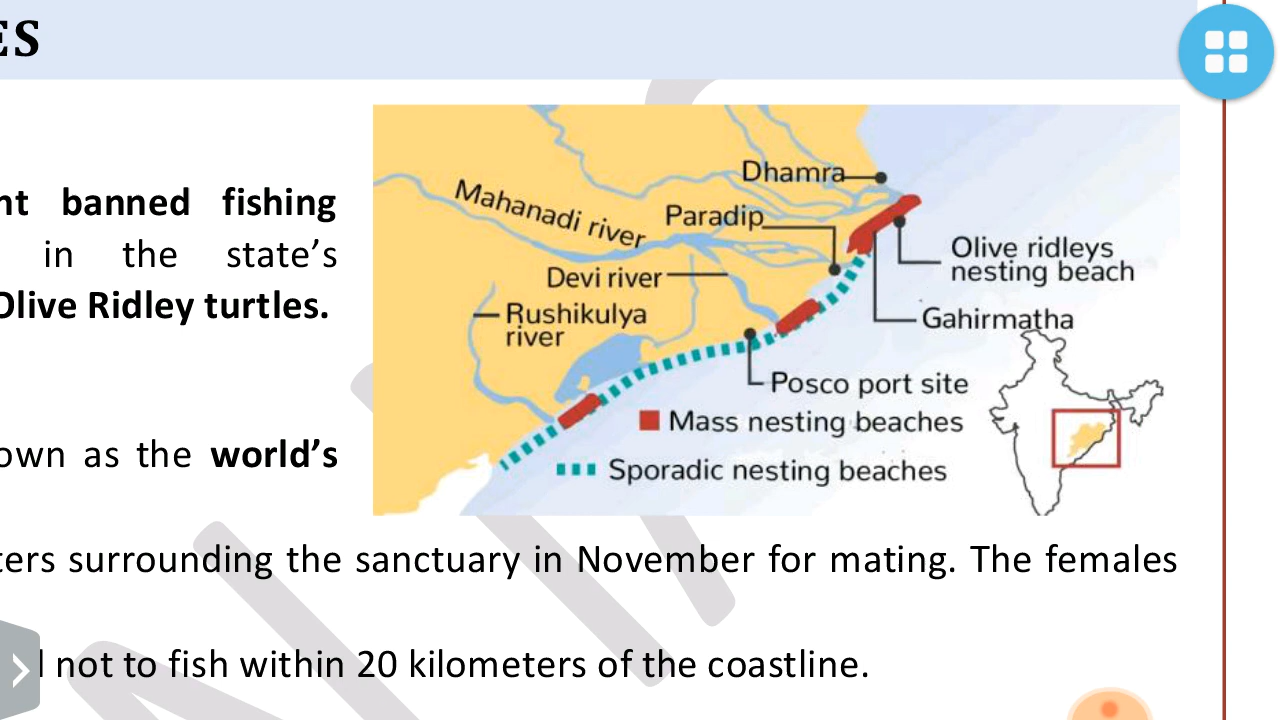 ES
nt banned fishing
in the state's
Olive Ridley turtles.
own as the world's
Dhamra
Mahanadi river
Paradip
Olive ridleys
nesting beach
Devi river
Rushikulya
river
Gahirmatha
Posco port site
Mass nesting beaches
Sporadic nesting beaches
ters surrounding the sanctuary in November for mating. The females
not to fish within 20 kilometers of the coastline.